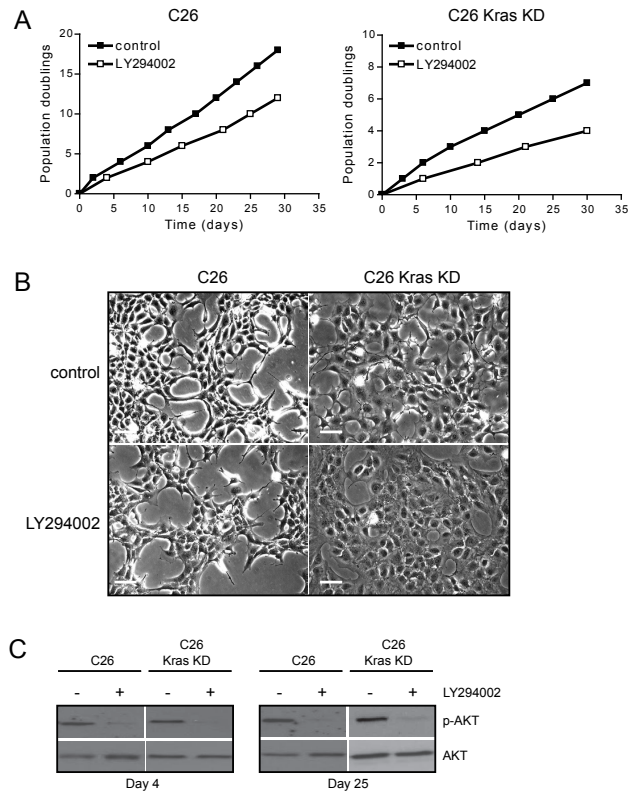 A
C26
C26 Kras KD
Population doublings
20
15
10
5
0
control
LY294002
0 5 10 15 20 25 30 35
Time (days)
Population doublings
10
8
6
4
2
0
control
LY294002
0 5 10 15 20 25 30 35
Time (days)
B
C26
C26 Kras KD
control
LY294002
C
C26
C26
Kras KD
C26
C26
Kras KD
- + - + - + - + LY294002
p-AKT
AKT
Day 4
Day 25